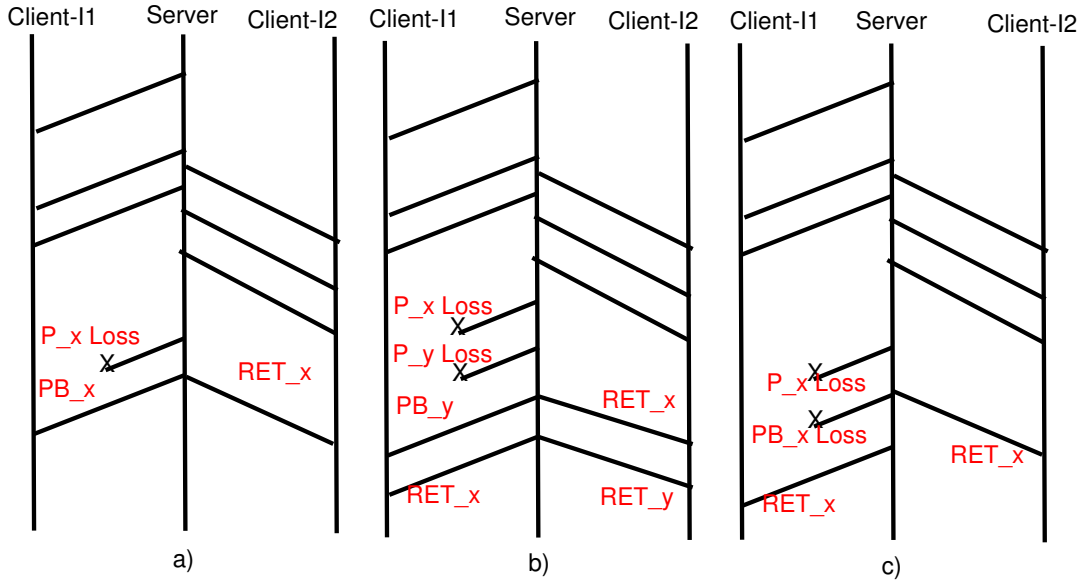 Client-I1 Server Client-I2
P_x Loss
PB_x
RET_x
a)
Client-I1 Server Client-I2
P_x Loss
P_y Loss
PB_y
RET_x
RET_x
RET_y
b)
Client-I1 Server Client-I2
P_x Loss
PB_x Loss
RET_x
RET_x
c)
X
X
X
X
X